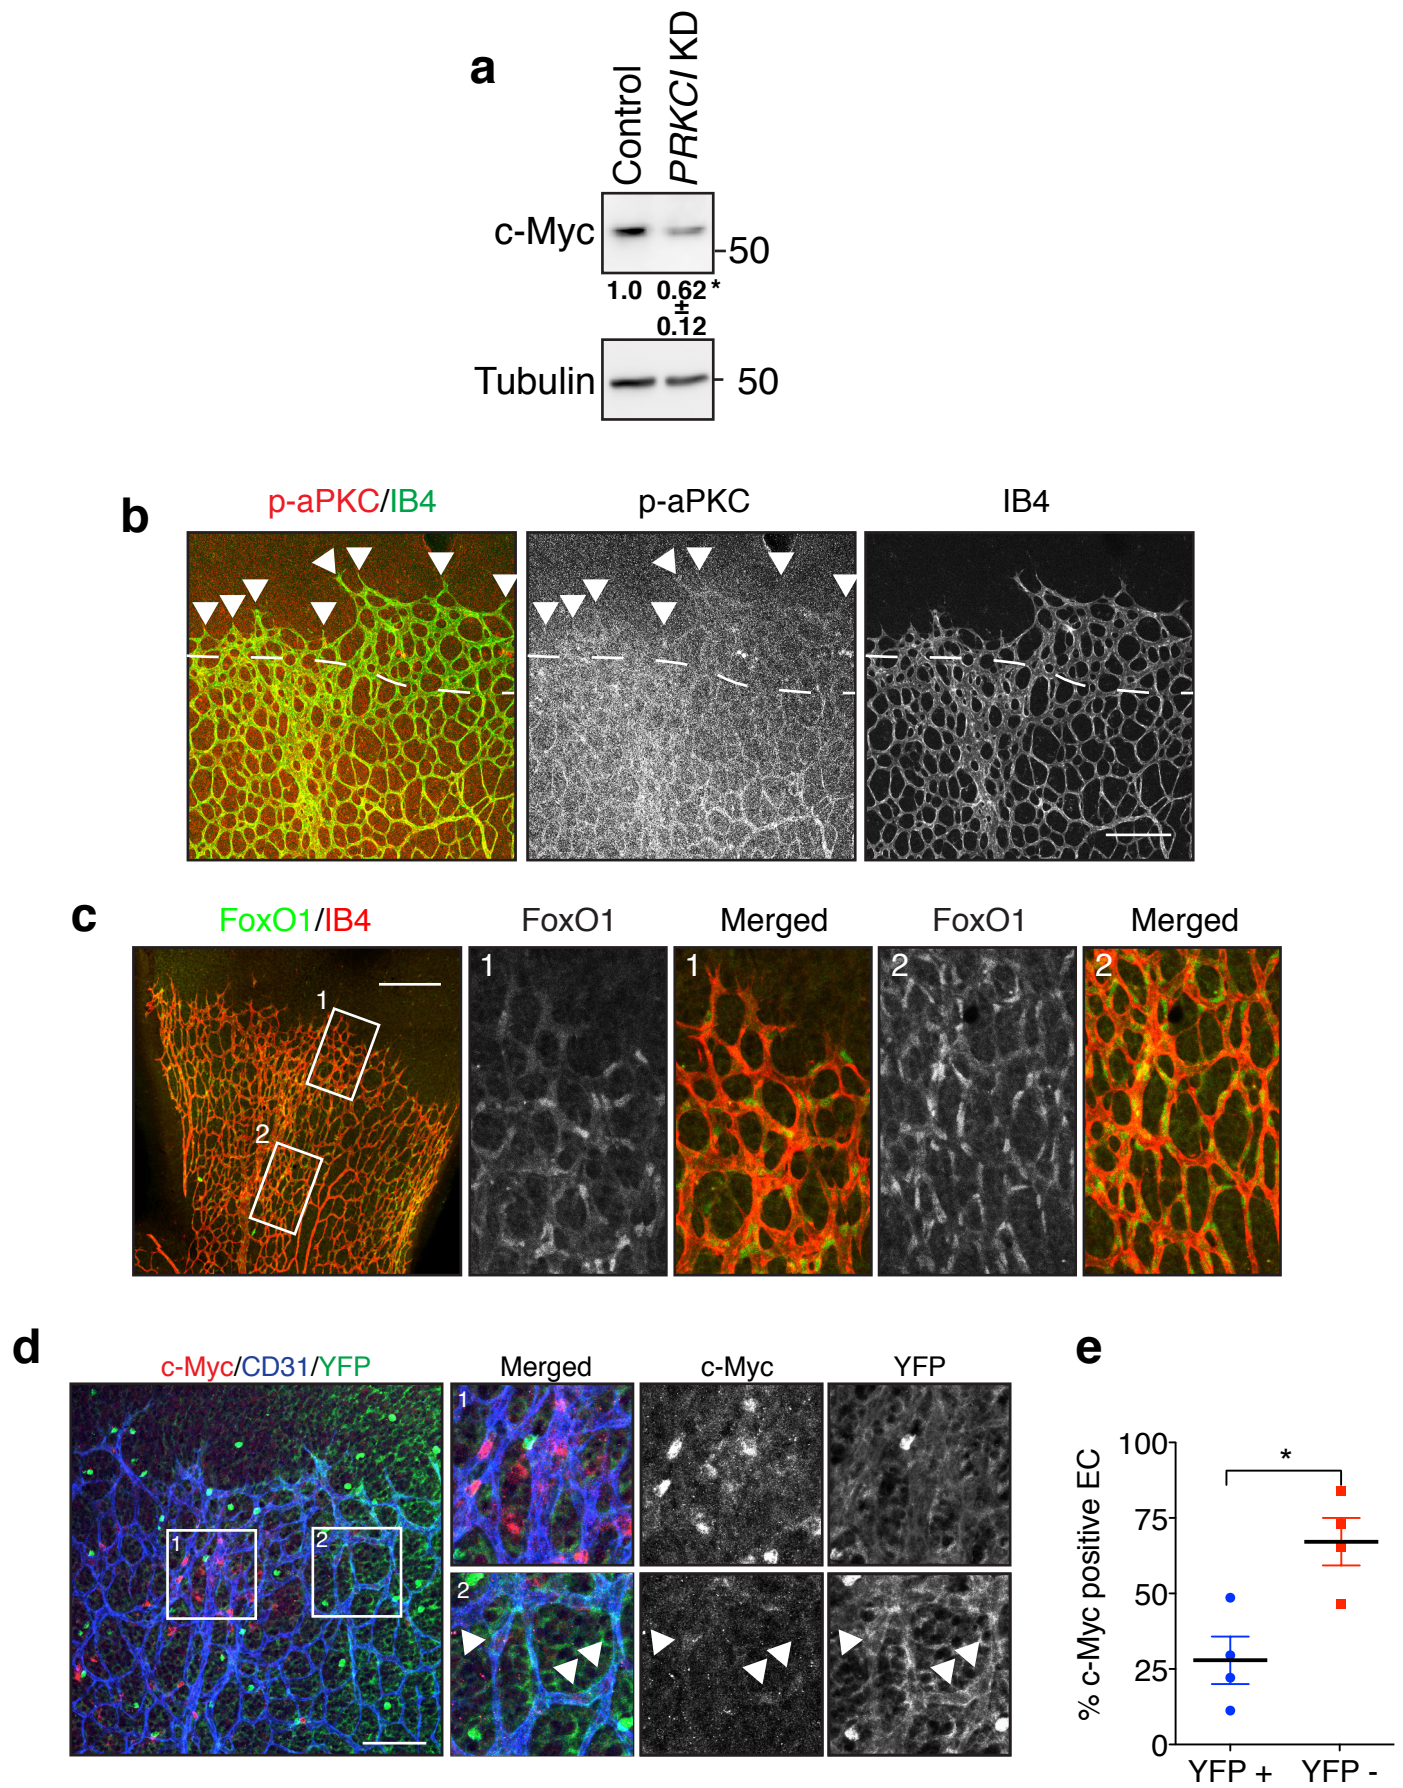 a
Control
PRKCI KD
c-Myc
-50
1.0 0.62 *
±
0.12
Tubulin
- 50
b
p-aPKC/IB4
p-aPKC
IB4
c
FoxO1/IB4
FoxO1
Merged
FoxO1
Merged
1
2
1
1
2
2
d
c-Myc/CD31/YFP
Merged
c-Myc
YFP
1
2
1
2
e
% c-Myc positive EC
100
75
50
25
0
*
YFP +
YFP -